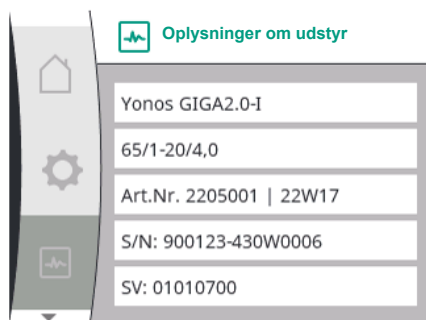 Oplysninger om udstyr
Yonos GIGA2.0-I
65/1-20/4,0
Art.Nr. 2205001 | 22W17
S/N: 900123-430W0006
SV: 01010700